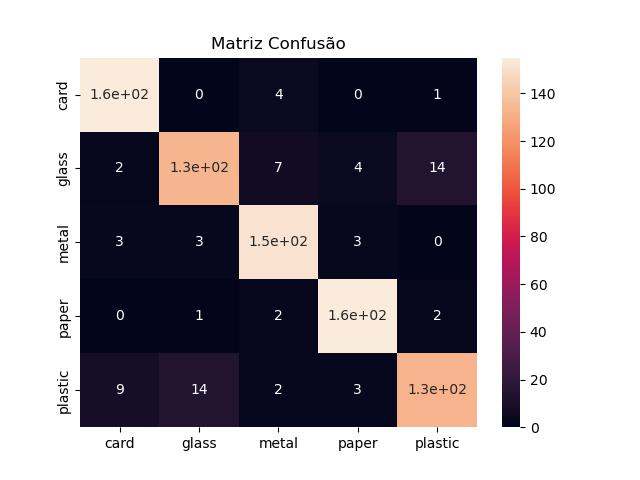 Matriz Confusão
card 1.6e+02 0 4 0 1
glass 2 1.3e+02 7 4 14
metal 3 3 1.5e+02 3 0
paper 0 1 2 1.6e+02 2
plastic 9 14 2 3 1.3e+02
card glass metal paper plastic
140
120
100
80
60
40
20
0